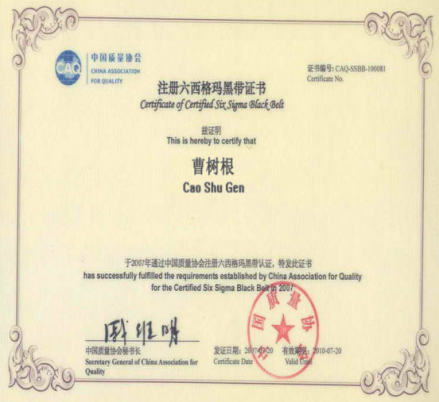 中国质量协会
CHINA ASSOCIATION
FOR QUALITY
CAQ
证书编号: CAQ-SSBB-100081
Certificate No.
注册六西格玛黑带证书
Certificate of Certified Six Sigma Black Belt
兹证明
This is hereby to certify that
曹树根
Cao Shu Gen
于2007年通过中国质量协会注册六西格玛黑带认证，特发此证书
has successfully fulfilled the requirements established by China Association for Quality
for the Certified Six Sigma Black Belt in 2007
国质量协
中国质量协会秘书长
Secretary General of China Association for
Quality
发证日期: 2007-07-20 有效期至: 2010-07-20
Certificate Date Valid Until